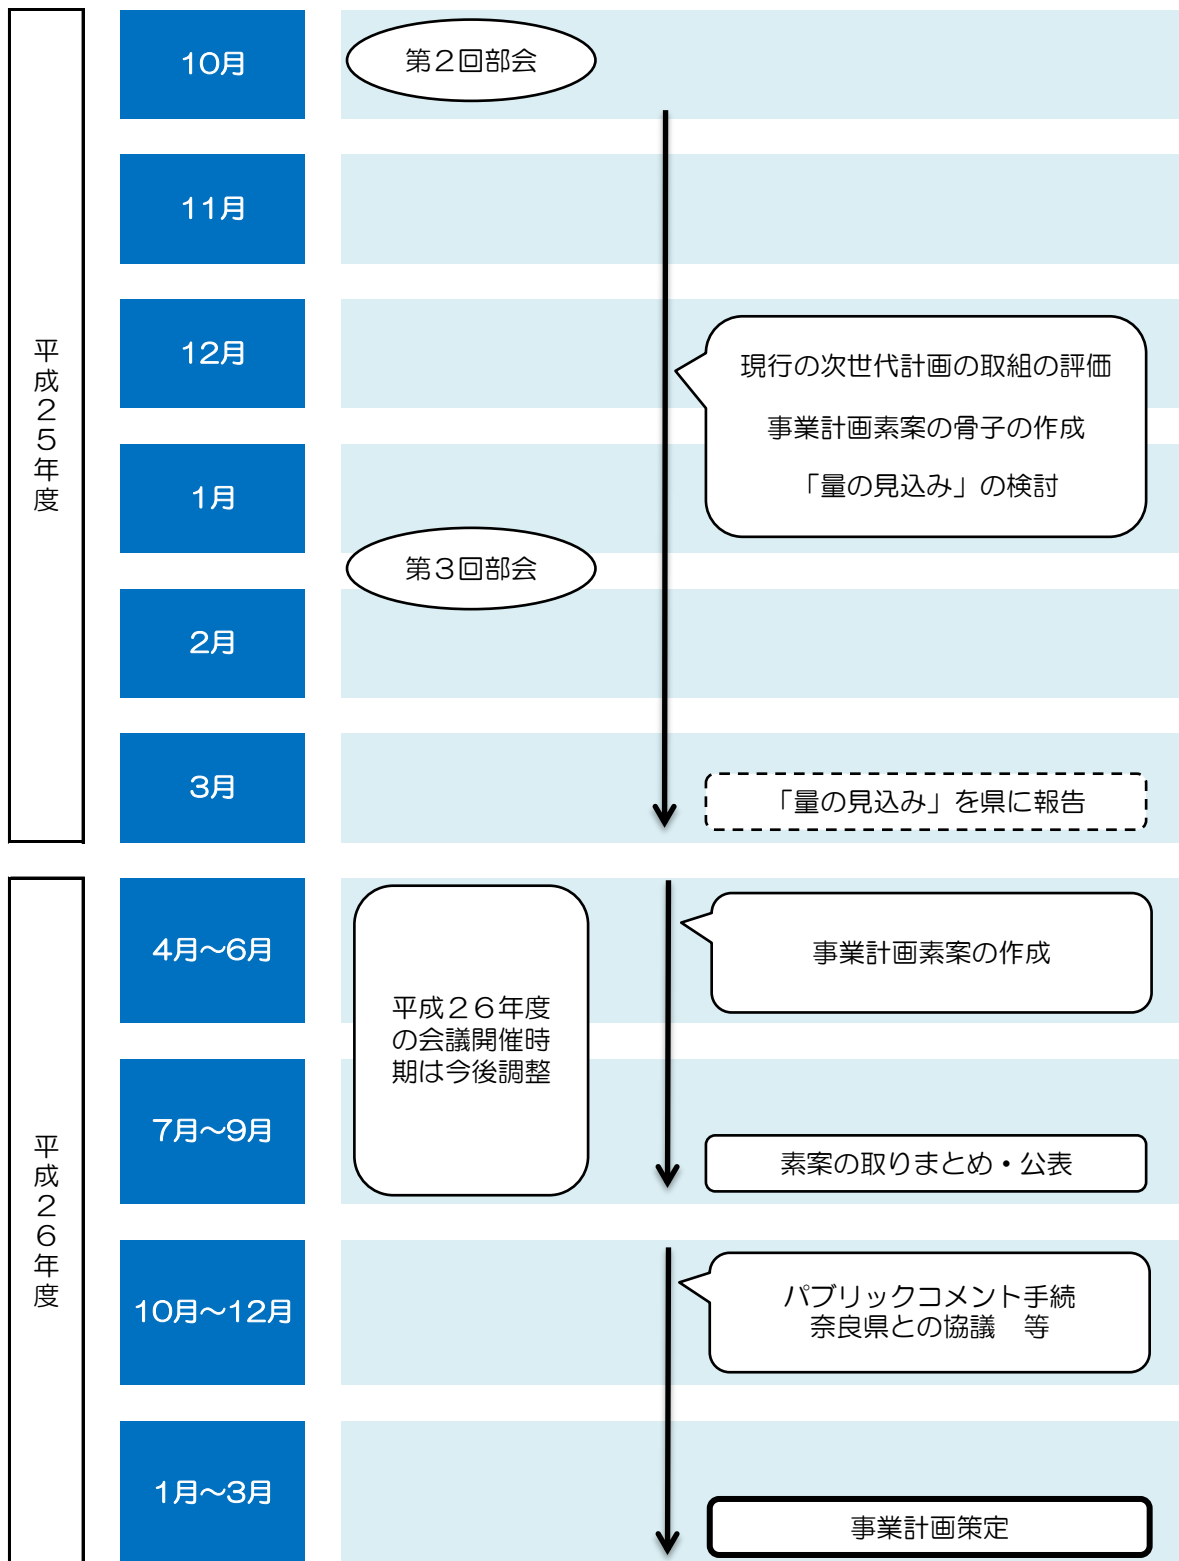 平成２５年度
10月
第２回部会
11月
12月
現行の次世代計画の取組の評価
事業計画素案の骨子の作成
「量の見込み」の検討
1月
第３回部会
2月
3月
「量の見込み」を県に報告
平成２６年度
4月～6月
平成２６年度
の会議開催時
期は今後調整
事業計画素案の作成
7月～9月
素案の取りまとめ・公表
10月～12月
パブリックコメント手続
奈良県との協議　等
1月～3月
事業計画策定